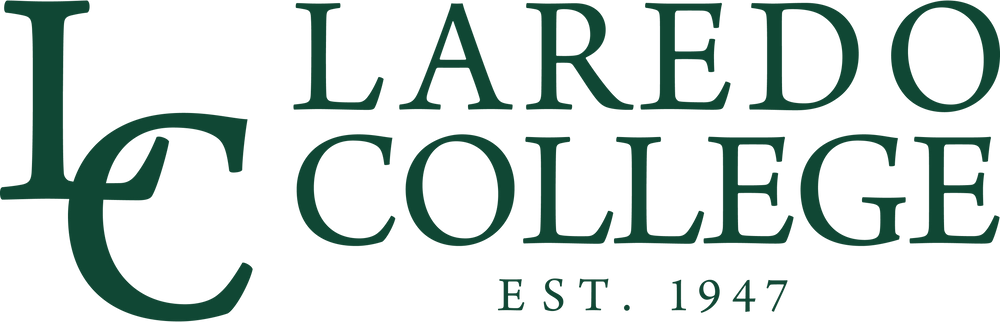 LC
LAREDO
COLLEGE
EST. 1947